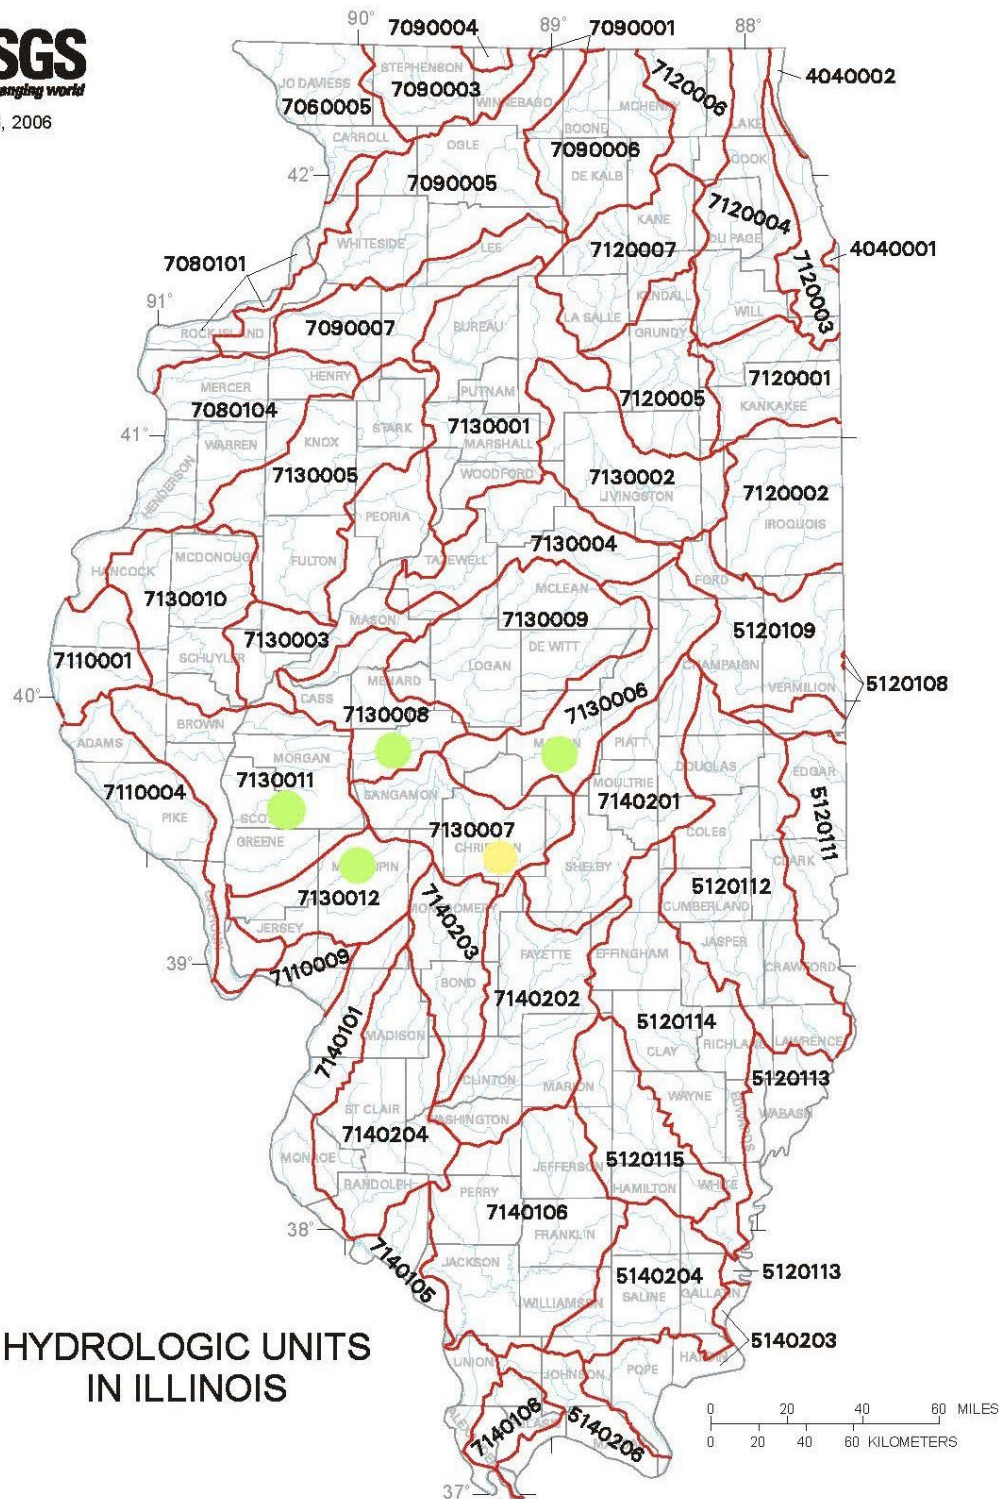 90°
7090004
89°
7090001
88°
SGS
anging world
, 2006
STEPHENSON
JO DAVIESS
7090003
7060005
WINNEBAGO
7120006
4040002
CARROLL
BOONE
LAKE
OGLE
7090006
COOK
42°
7090005
DE KALB
7120004
DU PAGE
KANE
WHITESIDE
LEE
7120007
4040001
7080101
7120003
91°
KENDALL
WILL
LA SALLE
ROCK ISLAND
7090007
BUREAU
GRUNDY
HENRY
MERCER
PUTNAM
7120005
7120001
KANKAKEE
7080104
STARK
7130001
41°
WARREN
KNOX
MARSHALL
HENDERSON
7130005
WOODFORD
7130002
LIVINGSTON
7120002
PEORIA
IROQUOIS
7130004
MCDONOUGH
HANCOCK
FULTON
TAZEWELL
FORD
MCLEAN
7130010
MASON
7130009
7130003
DE WITT
5120109
7110001
SCHUYLER
LOGAN
CHAMPAIGN
MENARD
5120108
40°
CASS
VERMILION
7130008
7130006
BROWN
ADAMS
MORGAN
PIATT
DOUGLAS
EDGAR
7130011
MOULTRIE
7110004
SANGAMON
7140201
PIKE
5120111
GREENE
7130007
COLES
SHELBY
CLARK
5120112
7130012
CUMBERLAND
MONTGOMERY
7140203
JERSEY
CALHOUN
JASPER
39°
7110009
FAYETTE
EFFINGHAM
CRAWFORD
BOND
7140202
7140101
MADISON
5120114
RICHLAND
LAWRENCE
CLAY
CLINTON
MARION
5120113
WAYNE
EDWARDS
WABASH
ST CLAIR
WASHINGTON
7140204
MONROE
JEFFERSON
5120115
RANDOLPH
PERRY
HAMILTON
WHITE
7140106
38°
FRANKLIN
7140105
JACKSON
5140204
5120113
WILLIAMSON
SALINE
GALLATIN
HYDROLOGIC UNITS
IN ILLINOIS
5140203
UNION
JOHNSON
POPE
7140108
5140206
0 20 40 60 MILES
0 20 40 60 KILOMETERS
37°